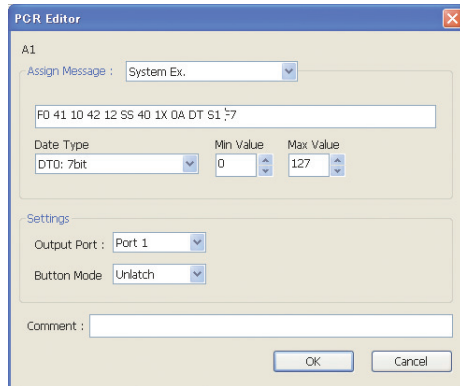 PCR Editor
A1
Assign Message : System Ex.
F0 41 10 42 12 SS 40 1X 0A DT S1 F7
Date Type Min Value Max Value
DT0: 7bit 0 127
Settings
Output Port : Port 1
Button Mode Unlatch
Comment :
OK Cancel